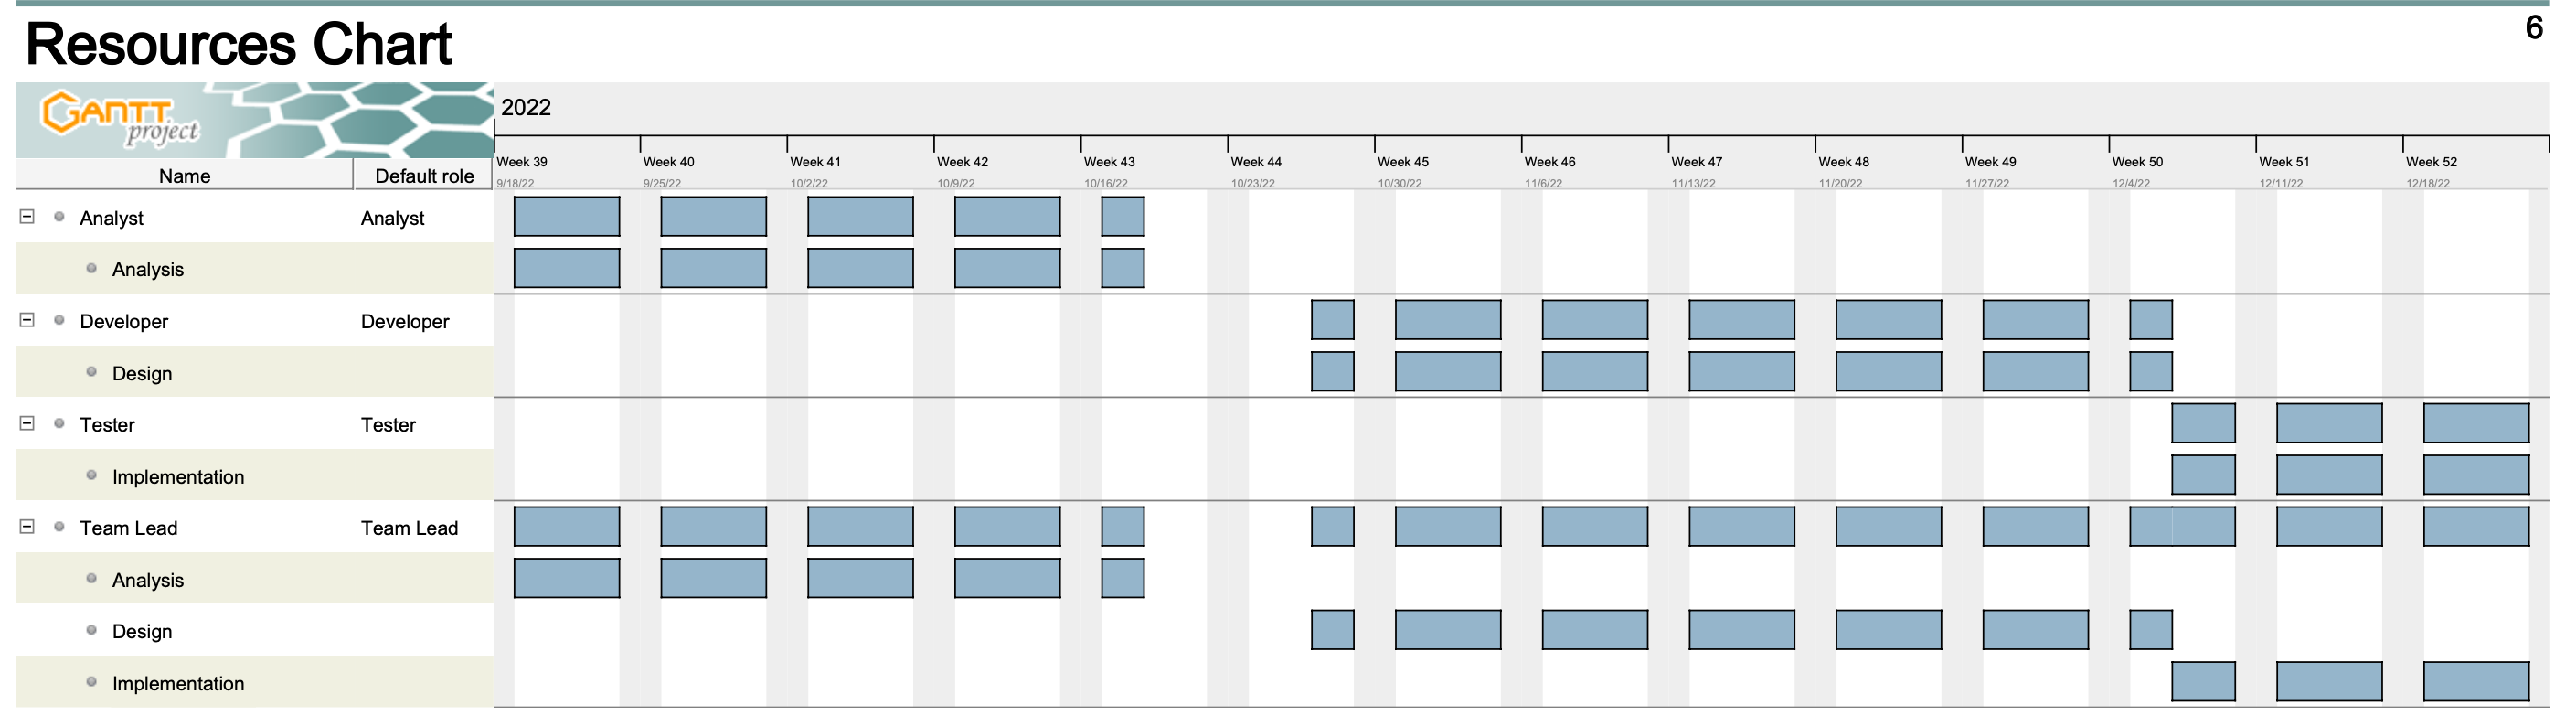 6
Resources Chart
GANTT
project
2022
Week 39 Week 40 Week 41 Week 42 Week 43 Week 44 Week 45 Week 46 Week 47 Week 48 Week 49 Week 50 Week 51 Week 52
Name Default role
9/18/22 9/25/22 10/2/22 10/9/22 10/16/22 10/23/22 10/30/22 11/6/22 11/13/22 11/20/22 11/27/22 12/4/22 12/11/22 12/18/22
Analyst Analyst
Analysis
Developer Developer
Design
Tester Tester
Implementation
Team Lead Team Lead
Analysis
Design
Implementation